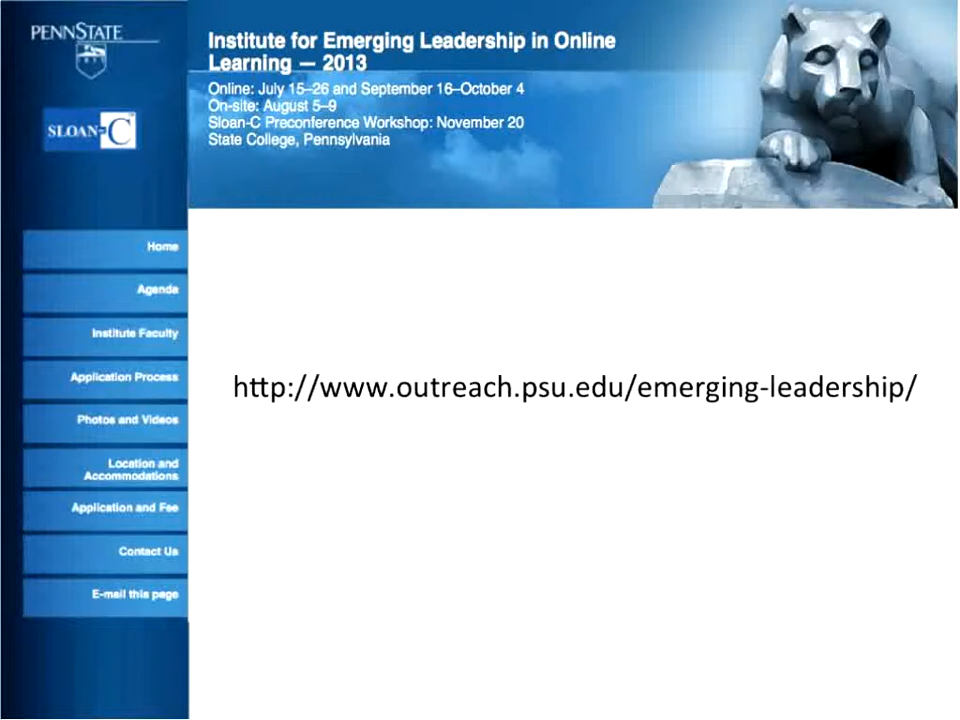 PENNSTATE
SLOAN-C
Institute for Emerging Leadership in Online
Learning — 2013
Online: July 15–26 and September 16–October 4
On-site: August 5–9
Sloan-C Preconference Workshop: November 20
State College, Pennsylvania
Home
Agenda
Institute Faculty
Application Process
Photos and Videos
Location and
Accommodations
Application and Fee
Contact Us
E-mail this page
http://www.outreach.psu.edu/emerging-leadership/